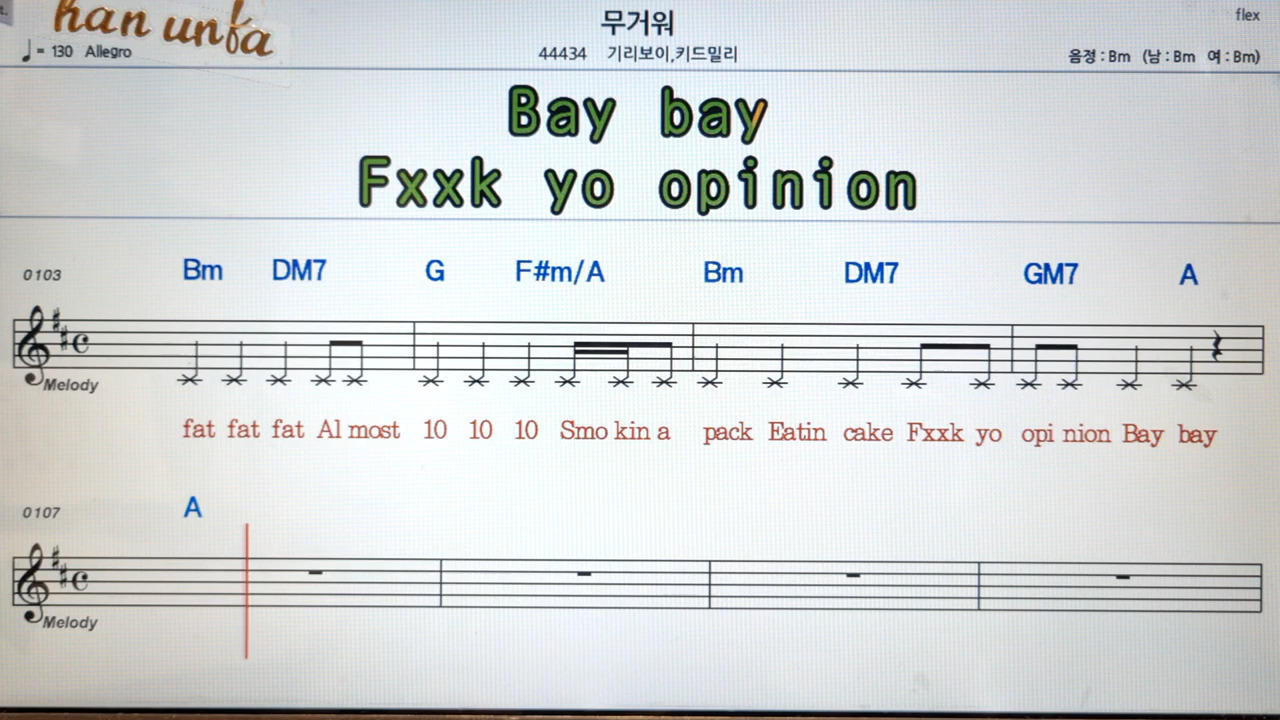 han unfa
무거워
flex
♩= 130 Allegro
44434 기리보이,키드밀리
음정 : Bm (남 : Bm 여 : Bm)
Bay bay
Fxxk yo opinion
0103 Bm DM7 G F#m/A Bm DM7 GM7 A
Melody
fat fat fat Al most 10 10 10 Smo kin a pack Eatin cake Fxxk yo opi nion Bay bay
0107 A
Melody